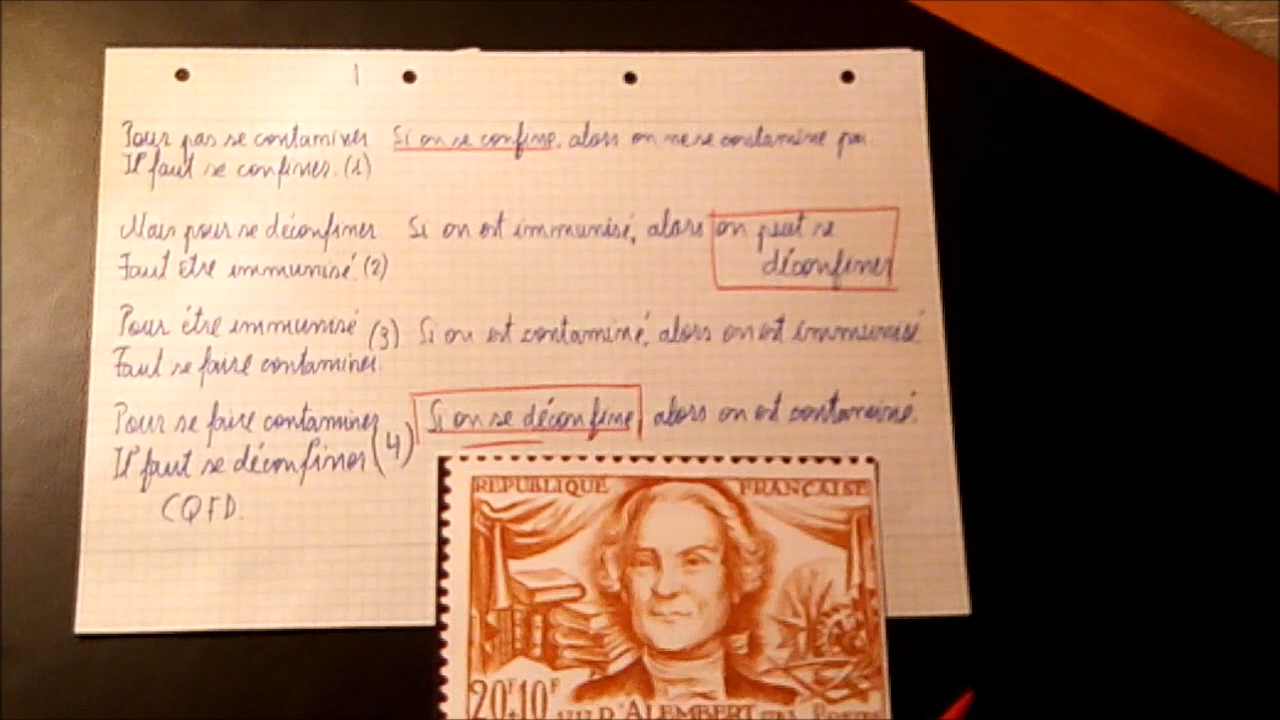 1
Pour pas se contaminer Si on se confine, alors on ne se contamine pas
Il faut se confiner. (1)
Mais pour se déconfiner Si on est immunisé, alors on peut se
Faut être immunisé. (2) déconfiner
Pour être immunisé (3) Si on est contaminé, alors on est immunisé
Faut se faire contaminer.
Pour se faire contaminer Si on se déconfine, alors on est contaminé.
Il faut se déconfiner (4)
CQFD.
REPUBLIQUE FRANÇAISE
20F+10F D'ALEMBERT POSTES